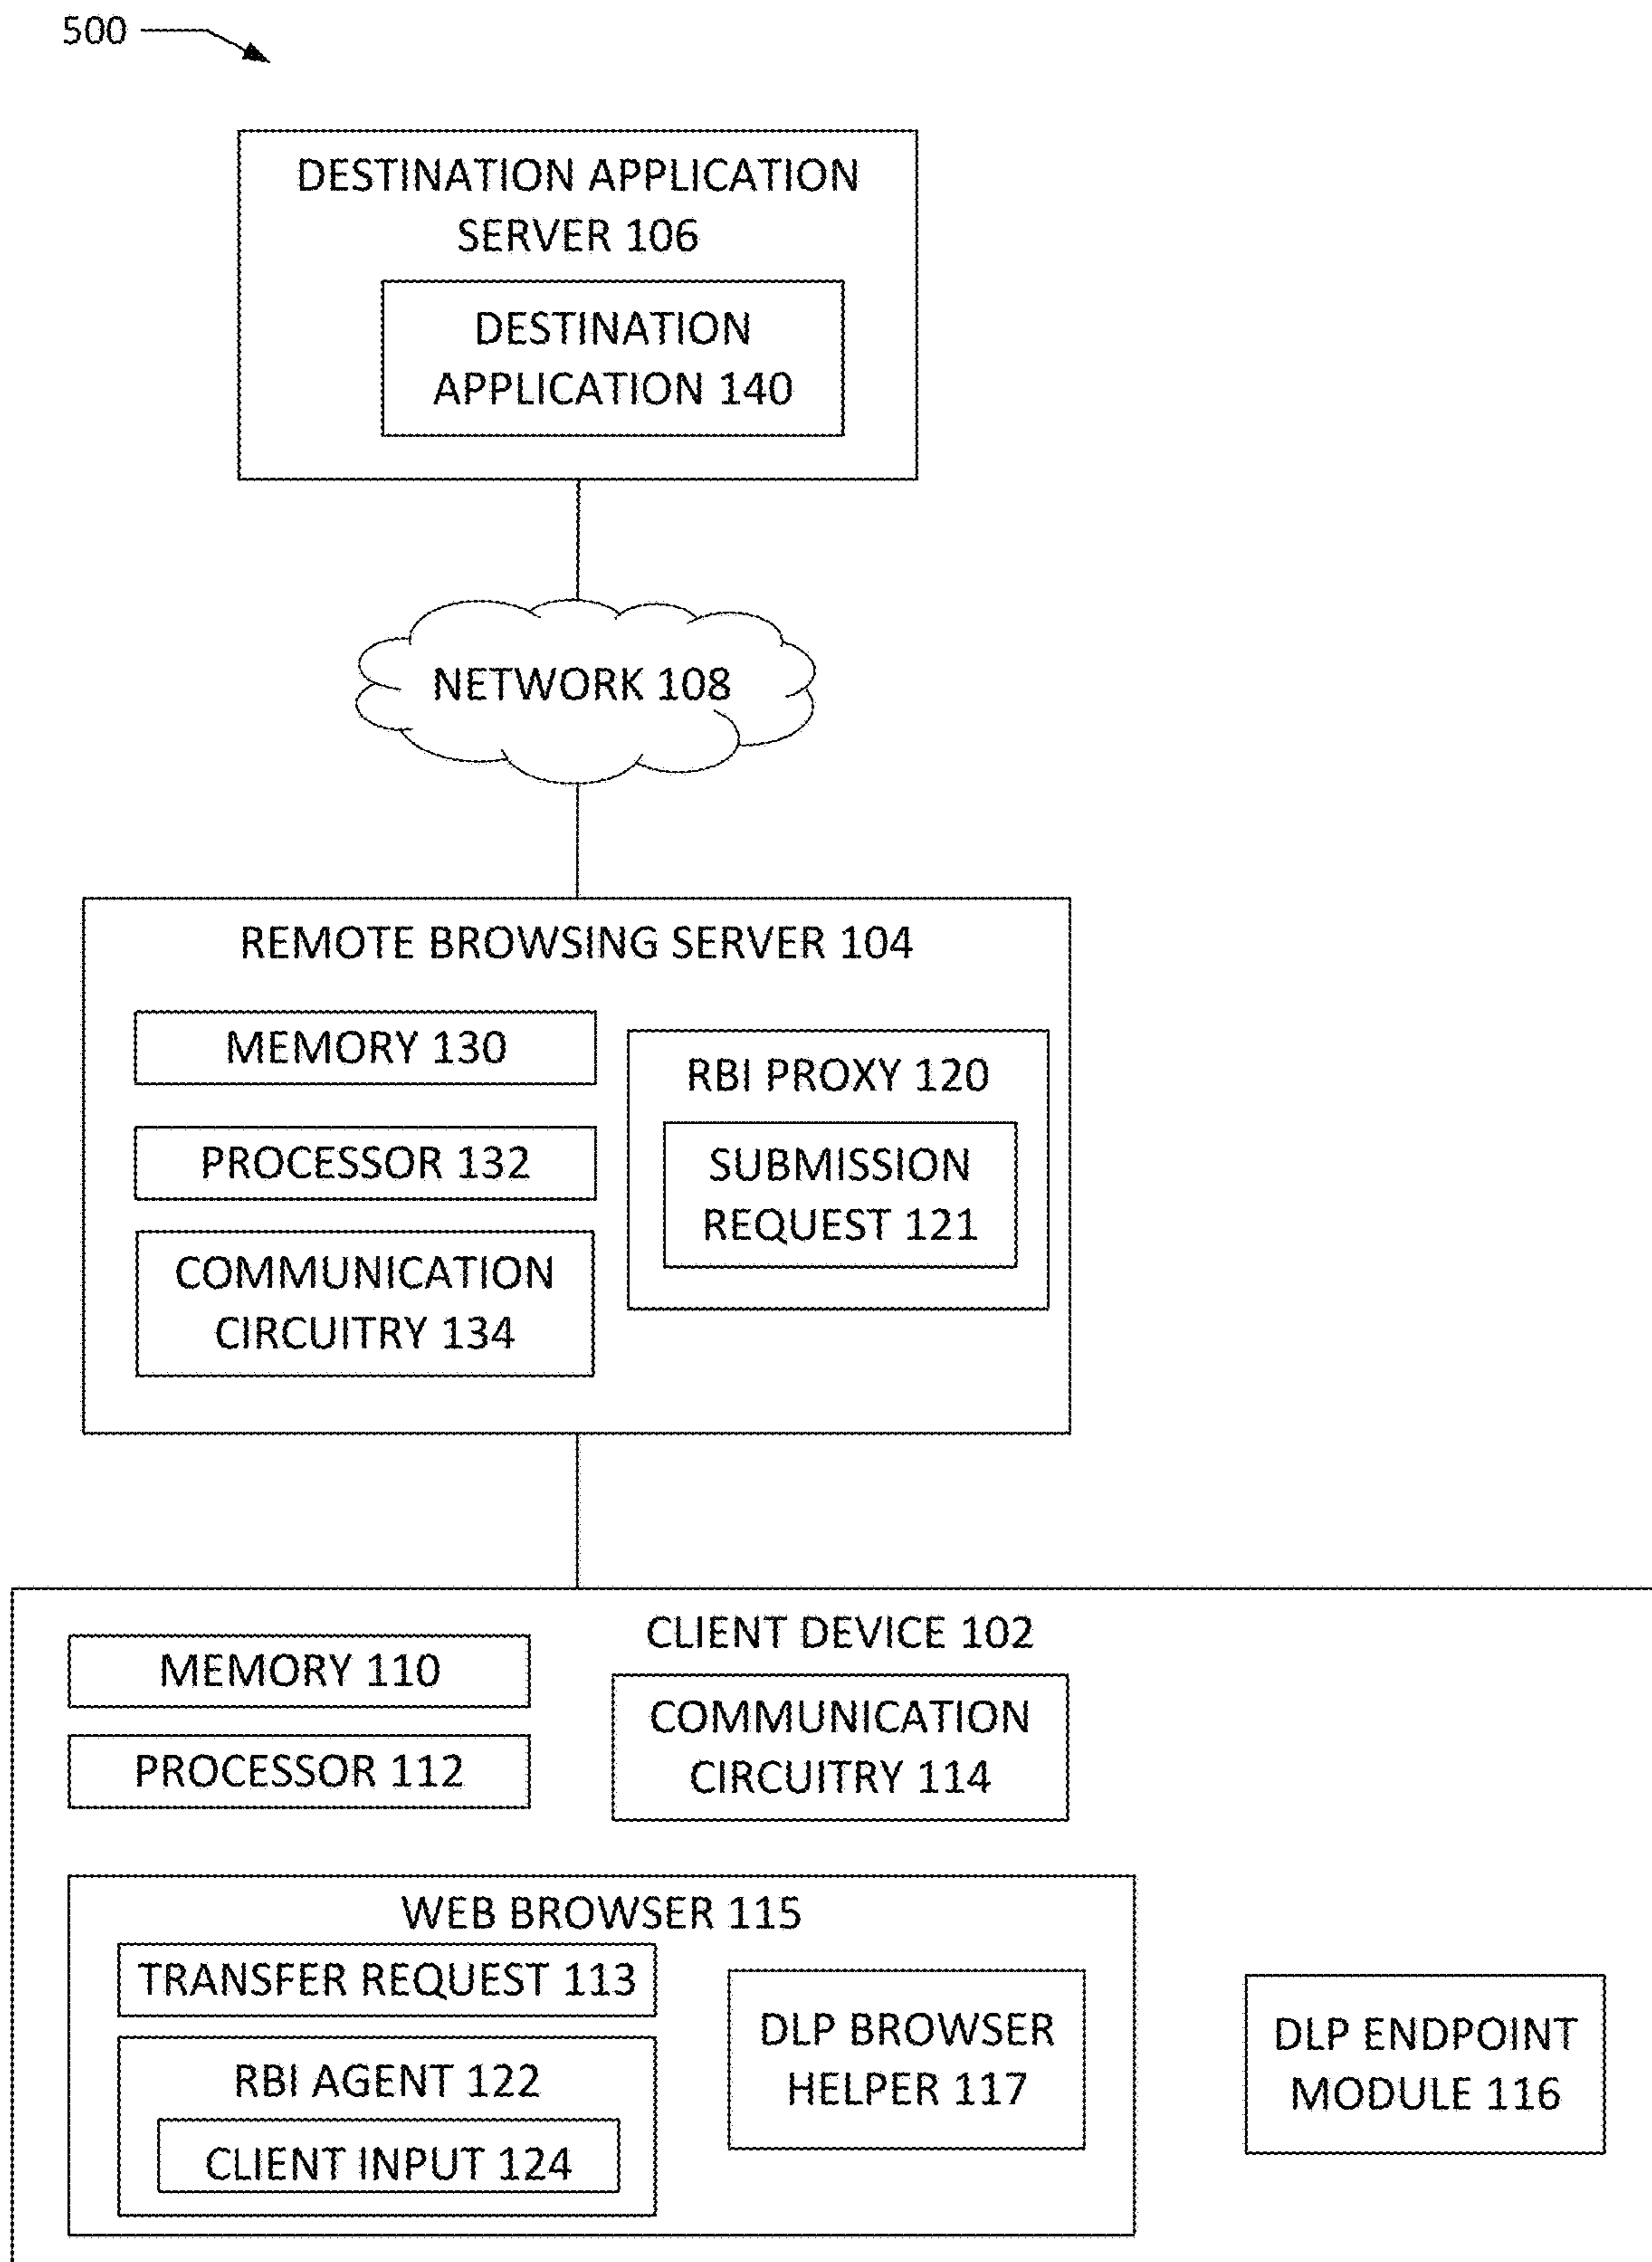 500
DESTINATION APPLICATION
SERVER 106
DESTINATION
APPLICATION 140
NETWORK 108
REMOTE BROWSING SERVER 104
MEMORY 130
PROCESSOR 132
COMMUNICATION
CIRCUITRY 134
RBI PROXY 120
SUBMISSION
REQUEST 121
CLIENT DEVICE 102
MEMORY 110
PROCESSOR 112
COMMUNICATION
CIRCUITRY 114
WEB BROWSER 115
TRANSFER REQUEST 113
RBI AGENT 122
CLIENT INPUT 124
DLP BROWSER
HELPER 117
DLP ENDPOINT
MODULE 116